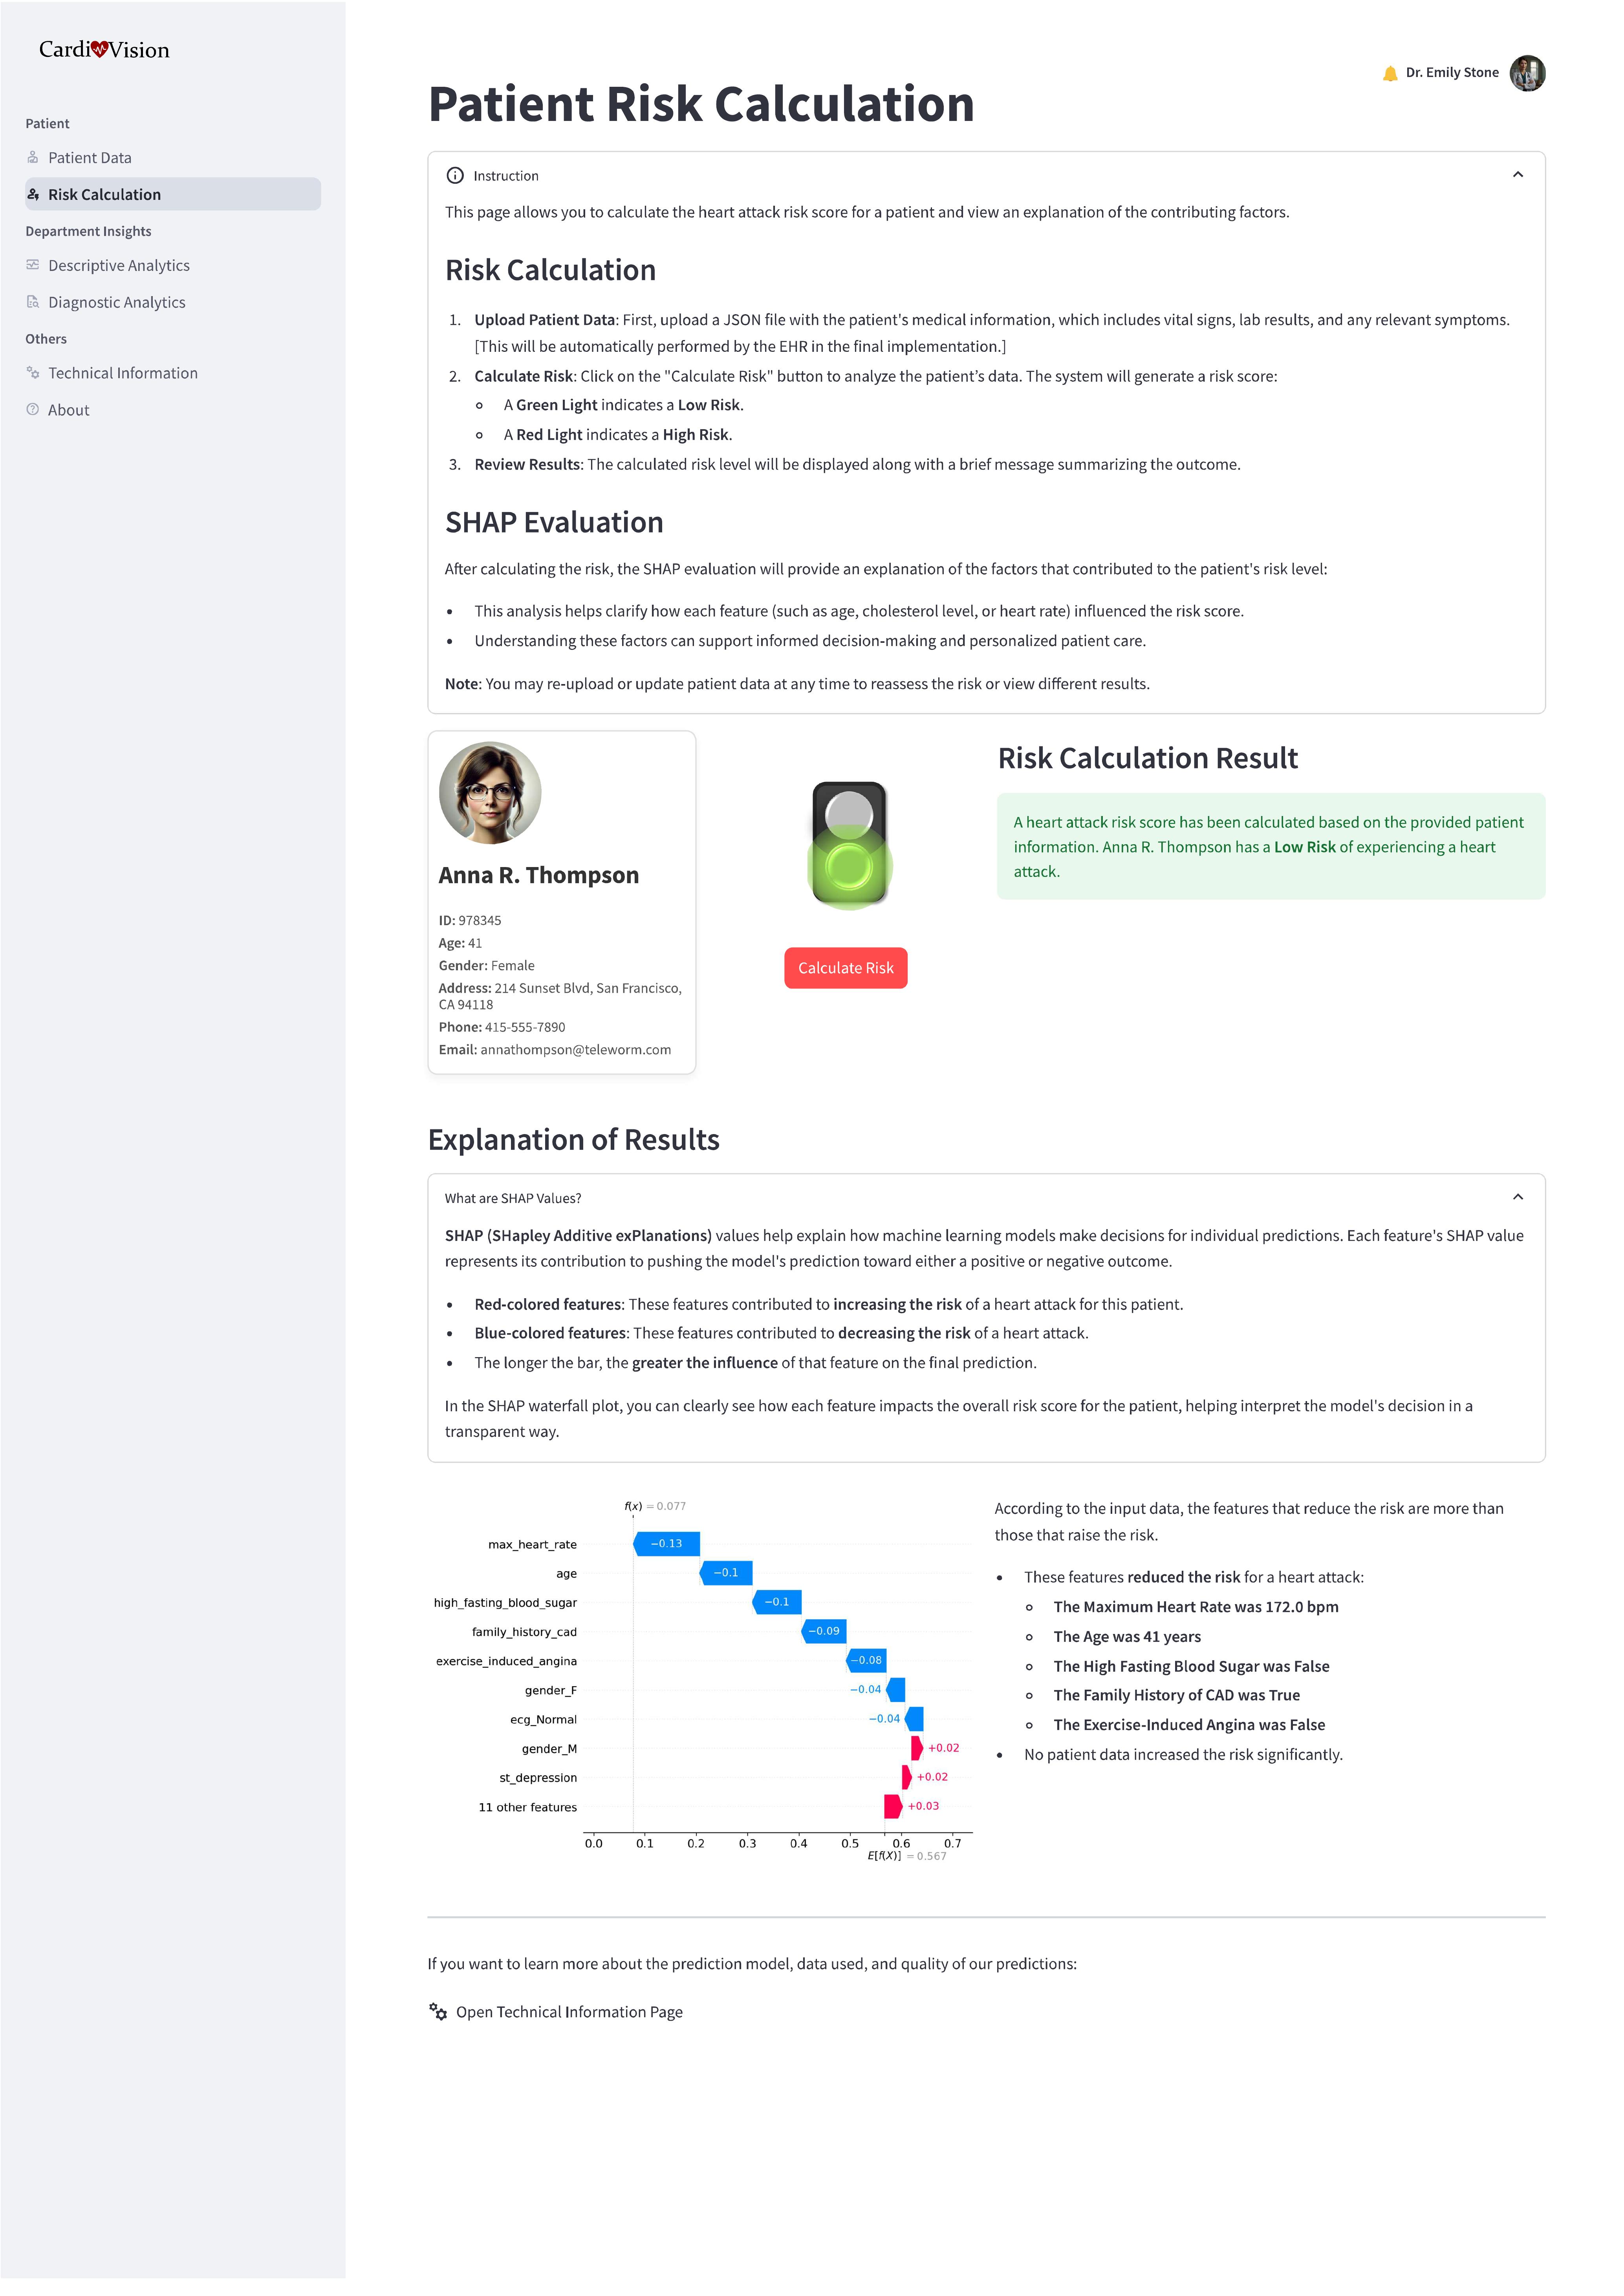 Cardi Vision
Patient
Patient Data
Risk Calculation
Department Insights
Descriptive Analytics
Diagnostic Analytics
Others
Technical Information
About
Dr. Emily Stone
Patient Risk Calculation
Instruction
This page allows you to calculate the heart attack risk score for a patient and view an explanation of the contributing factors.
Risk Calculation
1. Upload Patient Data: First, upload a JSON file with the patient's medical information, which includes vital signs, lab results, and any relevant symptoms.
[This will be automatically performed by the EHR in the final implementation.]
2. Calculate Risk: Click on the "Calculate Risk" button to analyze the patient’s data. The system will generate a risk score:
A Green Light indicates a Low Risk.
A Red Light indicates a High Risk.
3. Review Results: The calculated risk level will be displayed along with a brief message summarizing the outcome.
SHAP Evaluation
After calculating the risk, the SHAP evaluation will provide an explanation of the factors that contributed to the patient's risk level:
• This analysis helps clarify how each feature (such as age, cholesterol level, or heart rate) influenced the risk score.
• Understanding these factors can support informed decision-making and personalized patient care.
Note: You may re-upload or update patient data at any time to reassess the risk or view different results.
Anna R. Thompson
ID: 978345
Age: 41
Gender: Female
Address: 214 Sunset Blvd, San Francisco,
CA 94118
Phone: 415-555-7890
Email: annathompson@teleworm.com
Calculate Risk
Risk Calculation Result
A heart attack risk score has been calculated based on the provided patient
information. Anna R. Thompson has a Low Risk of experiencing a heart
attack.
Explanation of Results
What are SHAP Values?
SHAP (SHapley Additive exPlanations) values help explain how machine learning models make decisions for individual predictions. Each feature's SHAP value
represents its contribution to pushing the model's prediction toward either a positive or negative outcome.
• Red-colored features: These features contributed to increasing the risk of a heart attack for this patient.
• Blue-colored features: These features contributed to decreasing the risk of a heart attack.
• The longer the bar, the greater the influence of that feature on the final prediction.
In the SHAP waterfall plot, you can clearly see how each feature impacts the overall risk score for the patient, helping interpret the model's decision in a
transparent way.
f(x) = 0.077
max_heart_rate −0.13
age −0.1
high_fasting_blood_sugar −0.1
family_history_cad −0.09
exercise_induced_angina −0.08
gender_F −0.04
ecg_Normal −0.04
gender_M +0.02
st_depression +0.02
11 other features +0.03
0.0 0.1 0.2 0.3 0.4 0.5 0.6 0.7
E[f(X)] = 0.567
According to the input data, the features that reduce the risk are more than
those that raise the risk.
• These features reduced the risk for a heart attack:
The Maximum Heart Rate was 172.0 bpm
The Age was 41 years
The High Fasting Blood Sugar was False
The Family History of CAD was True
The Exercise-Induced Angina was False
• No patient data increased the risk significantly.
If you want to learn more about the prediction model, data used, and quality of our predictions:
Open Technical Information Page